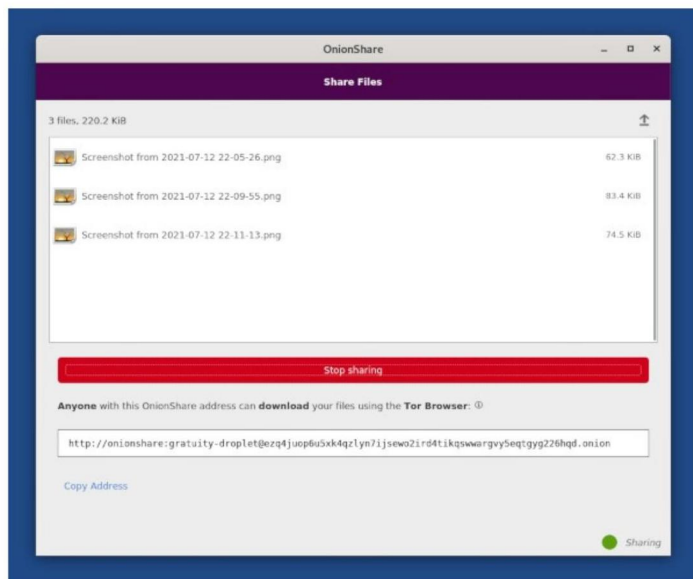 OnionShare
Share Files
3 files, 220.2 KiB
Screenshot from 2021-07-12 22-05-26.png 62.3 KiB
Screenshot from 2021-07-12 22-09-55.png 83.4 KiB
Screenshot from 2021-07-12 22-11-13.png 74.5 KiB
Stop sharing
Anyone with this OnionShare address can download your files using the Tor Browser:
http://onionshare:gratuity-droplet@ezq4juop6u5xk4qzlyn7ijsewo2ird4tikqswwargvy5eqtgyg226hqd.onion
Copy Address
Sharing